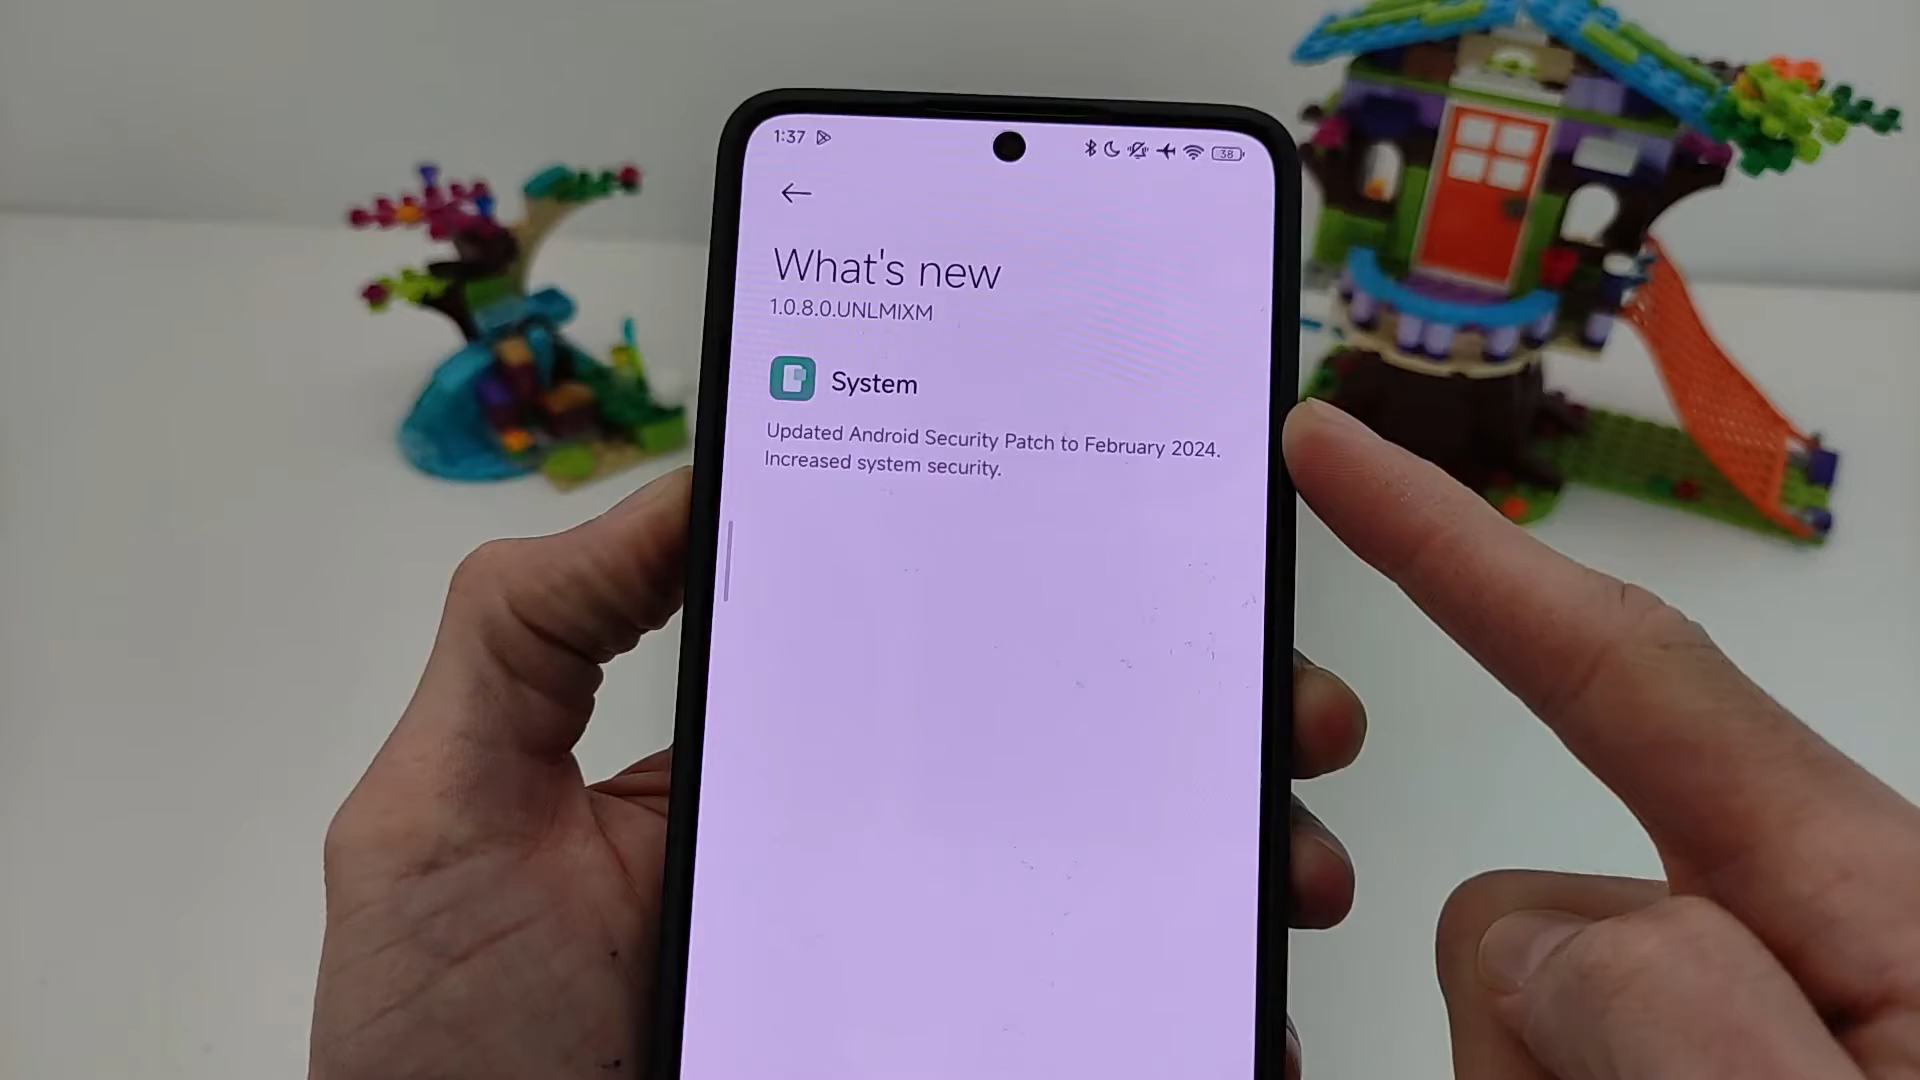 1:37
38
What's new
1.0.8.0.UNLMIXM
System
Updated Android Security Patch to February 2024.
Increased system security.